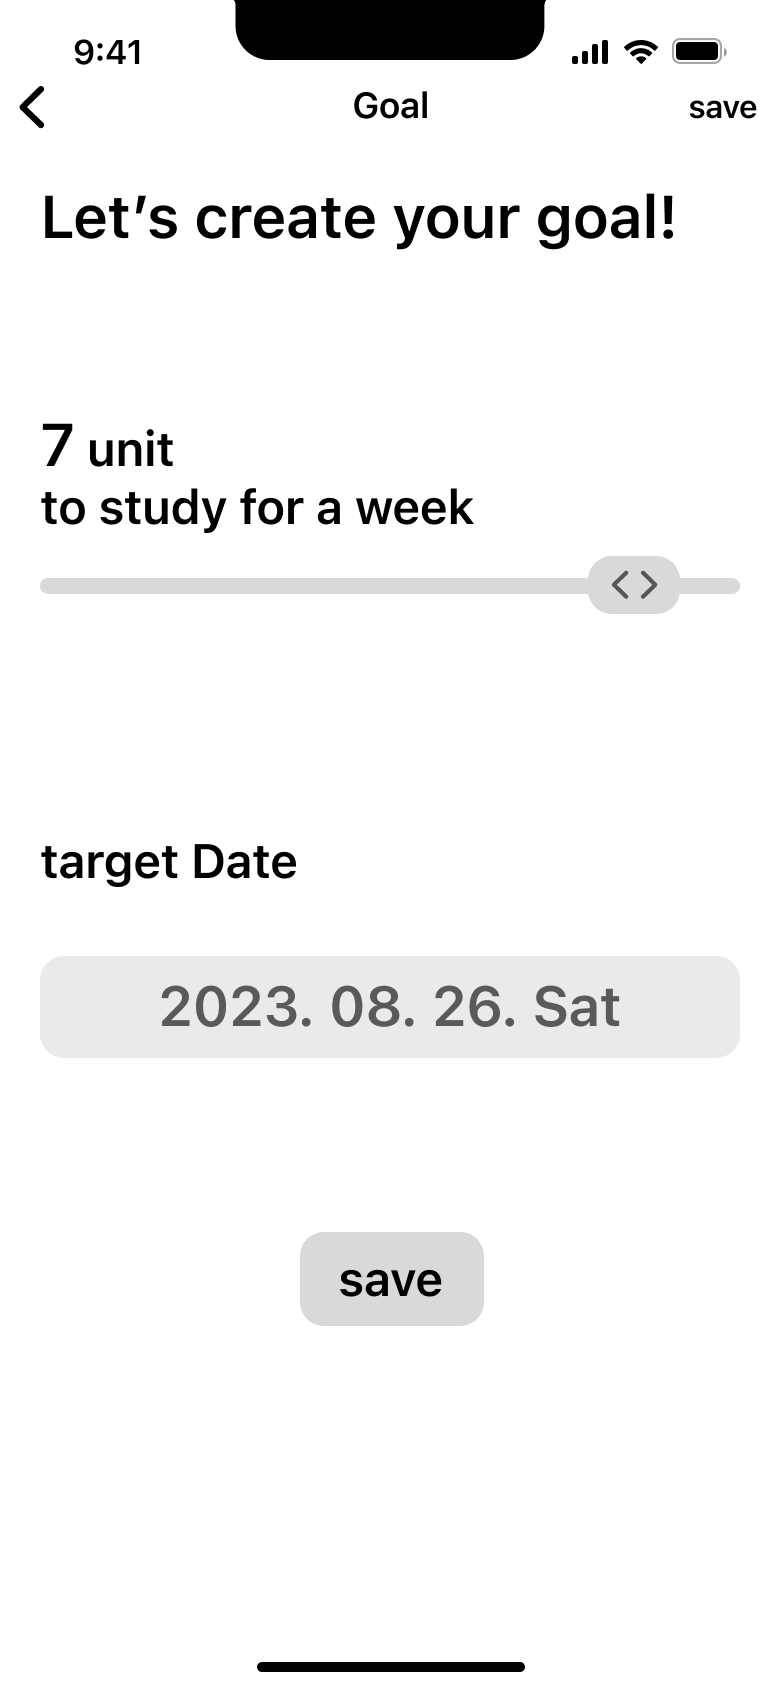 9:41
Goal
save
Let’s create your goal!
7 unit
to study for a week
target Date
2023. 08. 26. Sat
save